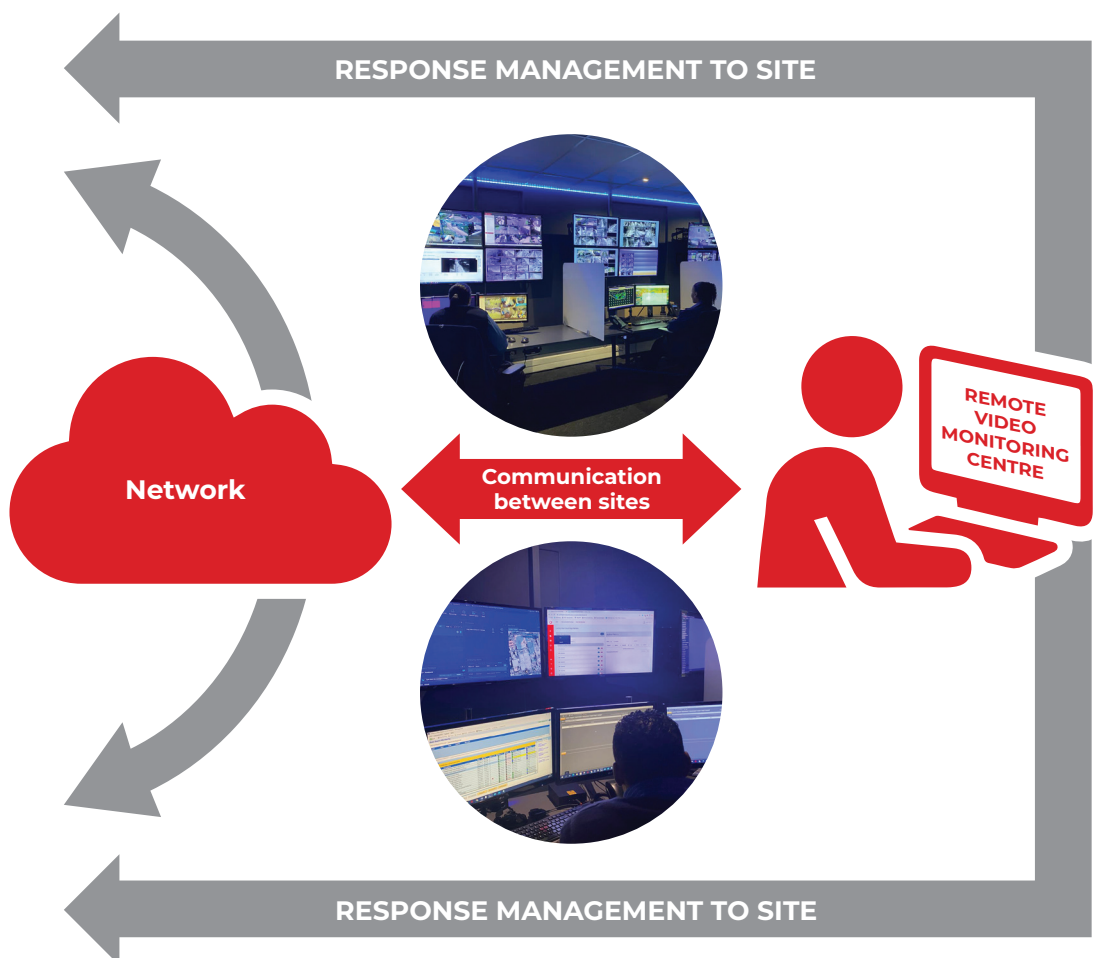 RESPONSE MANAGEMENT TO SITE
Network
Communication
between sites
REMOTE
VIDEO
MONITORING
CENTRE
RESPONSE MANAGEMENT TO SITE